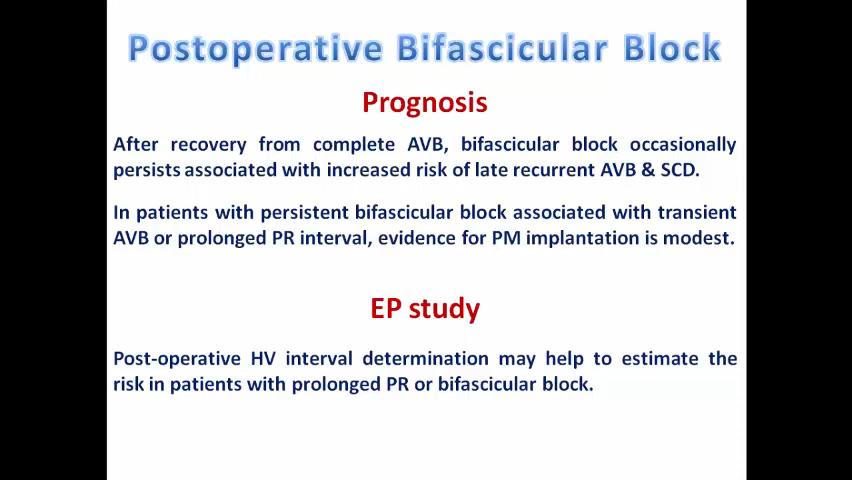 Postoperative Bifascicular Block
Prognosis
After recovery from complete AVB, bifascicular block occasionally
persists associated with increased risk of late recurrent AVB & SCD.
In patients with persistent bifascicular block associated with transient
AVB or prolonged PR interval, evidence for PM implantation is modest.
EP study
Post-operative HV interval determination may help to estimate the
risk in patients with prolonged PR or bifascicular block.